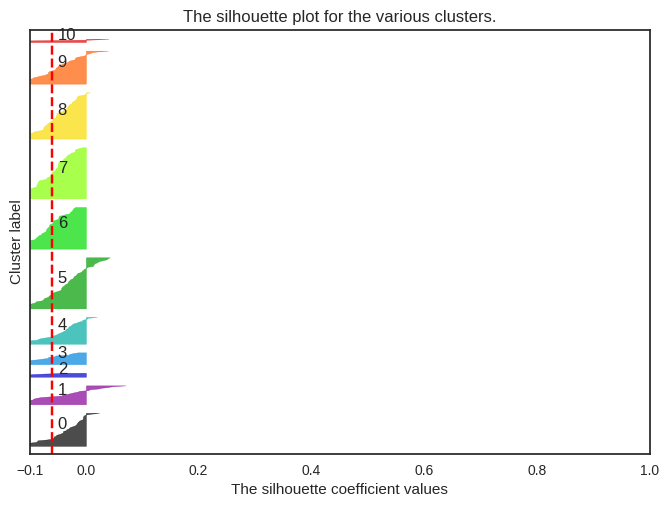 The silhouette plot for the various clusters.
10
9
8
7
6
5
4
3
2
1
0
Cluster label
−0.1 0.0 0.2 0.4 0.6 0.8 1.0
The silhouette coefficient values